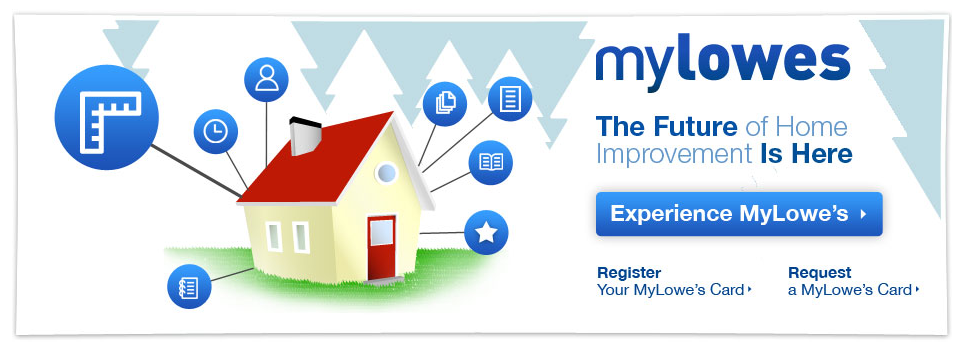 mylowes
The Future of Home
Improvement Is Here
Experience MyLowe's
Register
Your MyLowe's Card
Request
a MyLowe's Card